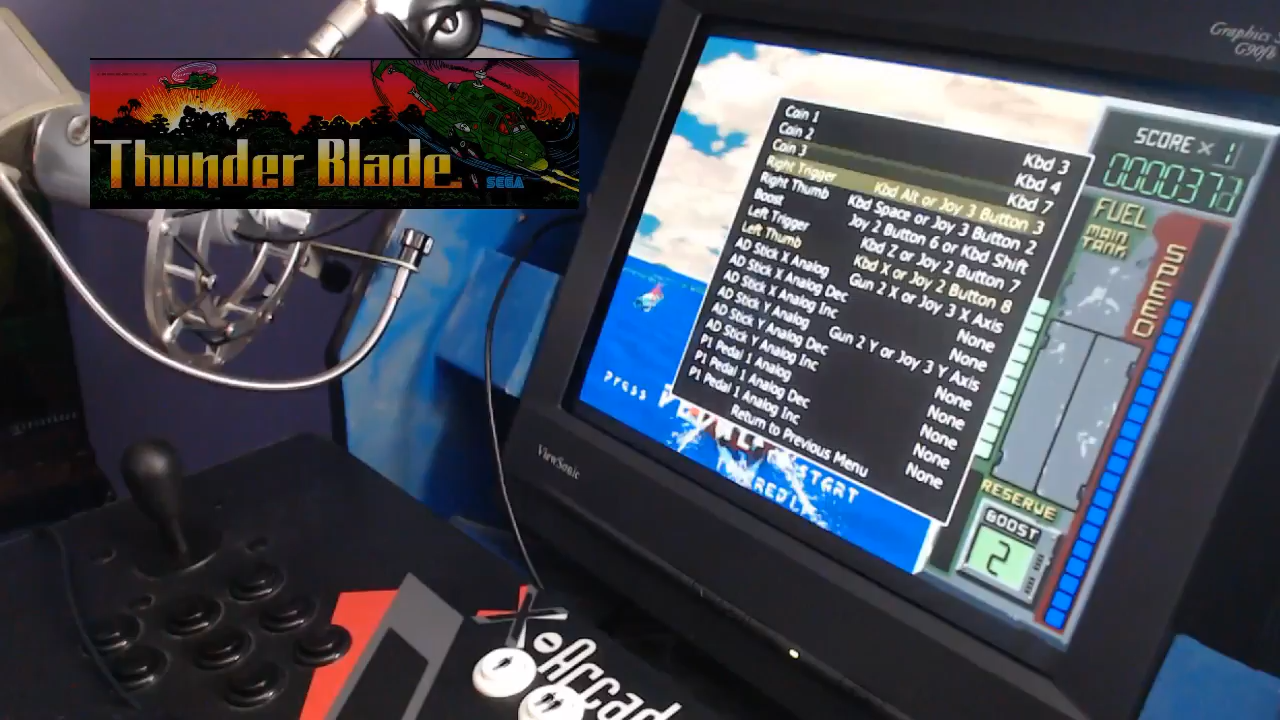 Thunder Blade
SEGA
Graphics
G90fb
SCORE × 1
FUEL
MAIN
TANK
SPEED
RESERVE
BOOST
2
Coin 1 Kbd 3
Coin 2 Kbd 4
Coin 3 Kbd 7
Right Trigger Kbd Alt or Joy 3 Button 3
Right Thumb Kbd Space or Joy 3 Button 2
Boost Joy 2 Button 6 or Kbd Shift
Left Trigger Kbd Z or Joy 2 Button 7
Left Thumb Kbd X or Joy 2 Button 8
AD Stick X Analog Gun 2 X or Joy 3 X Axis
AD Stick X Analog Dec None
AD Stick X Analog Inc None
AD Stick Y Analog Gun 2 Y or Joy 3 Y Axis
AD Stick Y Analog Dec None
AD Stick Y Analog Inc None
P1 Pedal 1 Analog None
P1 Pedal 1 Analog Dec None
P1 Pedal 1 Analog Inc None
Return to Previous Menu
Press
START
ViewSonic
X-Arcad